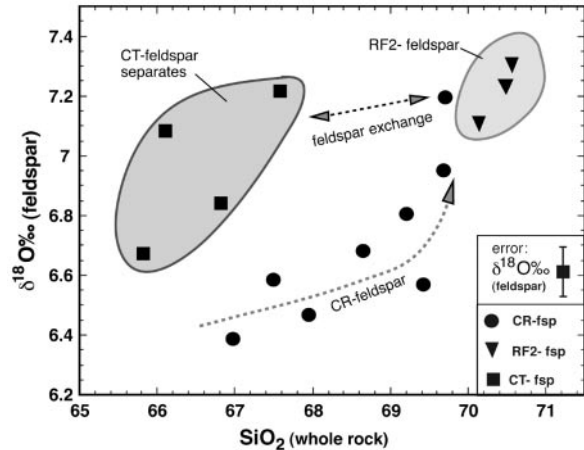 7.4
7.2
7
6.8
6.6
6.4
6.2
δ18O‰ (feldspar)
65
66
67
68
69
70
71
SiO2 (whole rock)
CT-feldspar
separates
RF2- feldspar
feldspar exchange
CR-feldspar
error:
δ18O‰
(feldspar)
CR-fsp
RF2- fsp
CT- fsp